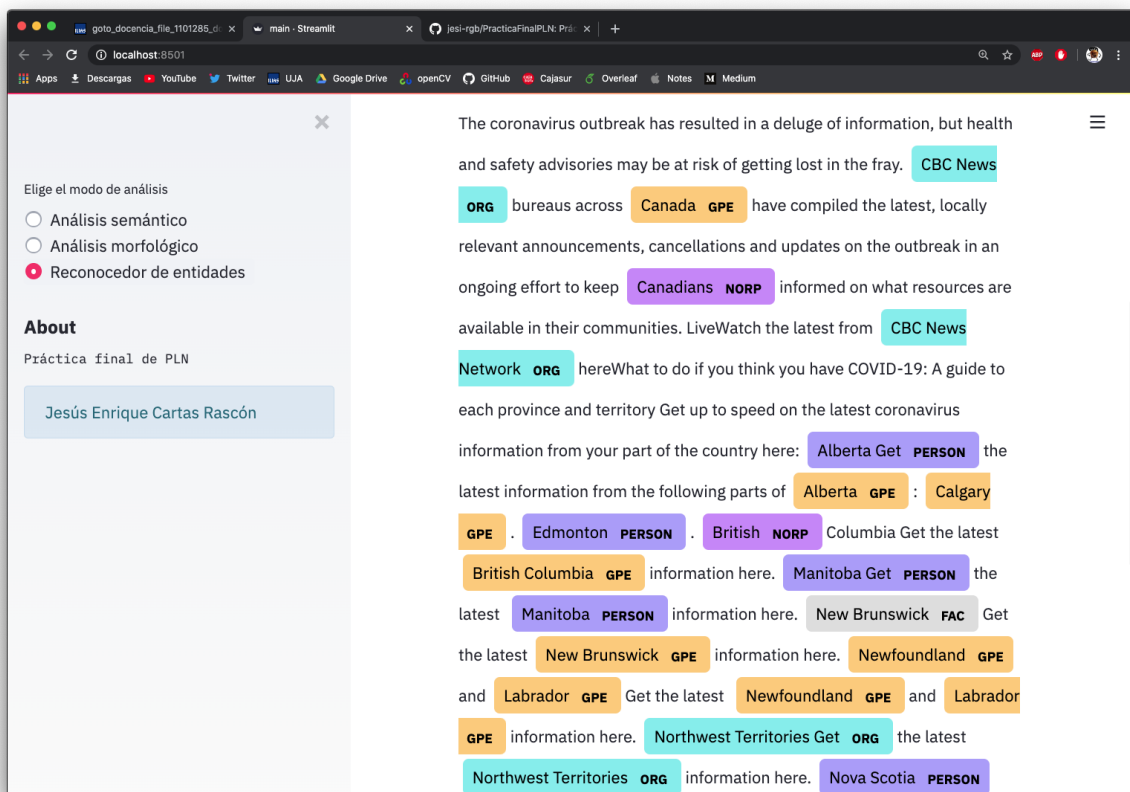 goto_docencia_file_1101285_do
main · Streamlit
jesi-rgb/PracticaFinalPLN: Prác
localhost:8501
ABP
Apps Descargas YouTube Twitter UJA Google Drive openCV GitHub Cajasur Overleaf Notes Medium
Elige el modo de análisis
Análisis semántico
Análisis morfológico
Reconocedor de entidades
About
Práctica final de PLN
Jesús Enrique Cartas Rascón
The coronavirus outbreak has resulted in a deluge of information, but health
and safety advisories may be at risk of getting lost in the fray. CBC News
ORG bureaus across Canada GPE have compiled the latest, locally
relevant announcements, cancellations and updates on the outbreak in an
ongoing effort to keep Canadians NORP informed on what resources are
available in their communities. LiveWatch the latest from CBC News
Network ORG hereWhat to do if you think you have COVID-19: A guide to
each province and territory Get up to speed on the latest coronavirus
information from your part of the country here: Alberta Get PERSON the
latest information from the following parts of Alberta GPE : Calgary
GPE . Edmonton PERSON . British NORP Columbia Get the latest
British Columbia GPE information here. Manitoba Get PERSON the
latest Manitoba PERSON information here. New Brunswick FAC Get
the latest New Brunswick GPE information here. Newfoundland GPE
and Labrador GPE Get the latest Newfoundland GPE and Labrador
GPE information here. Northwest Territories Get ORG the latest
Northwest Territories ORG information here. Nova Scotia PERSON